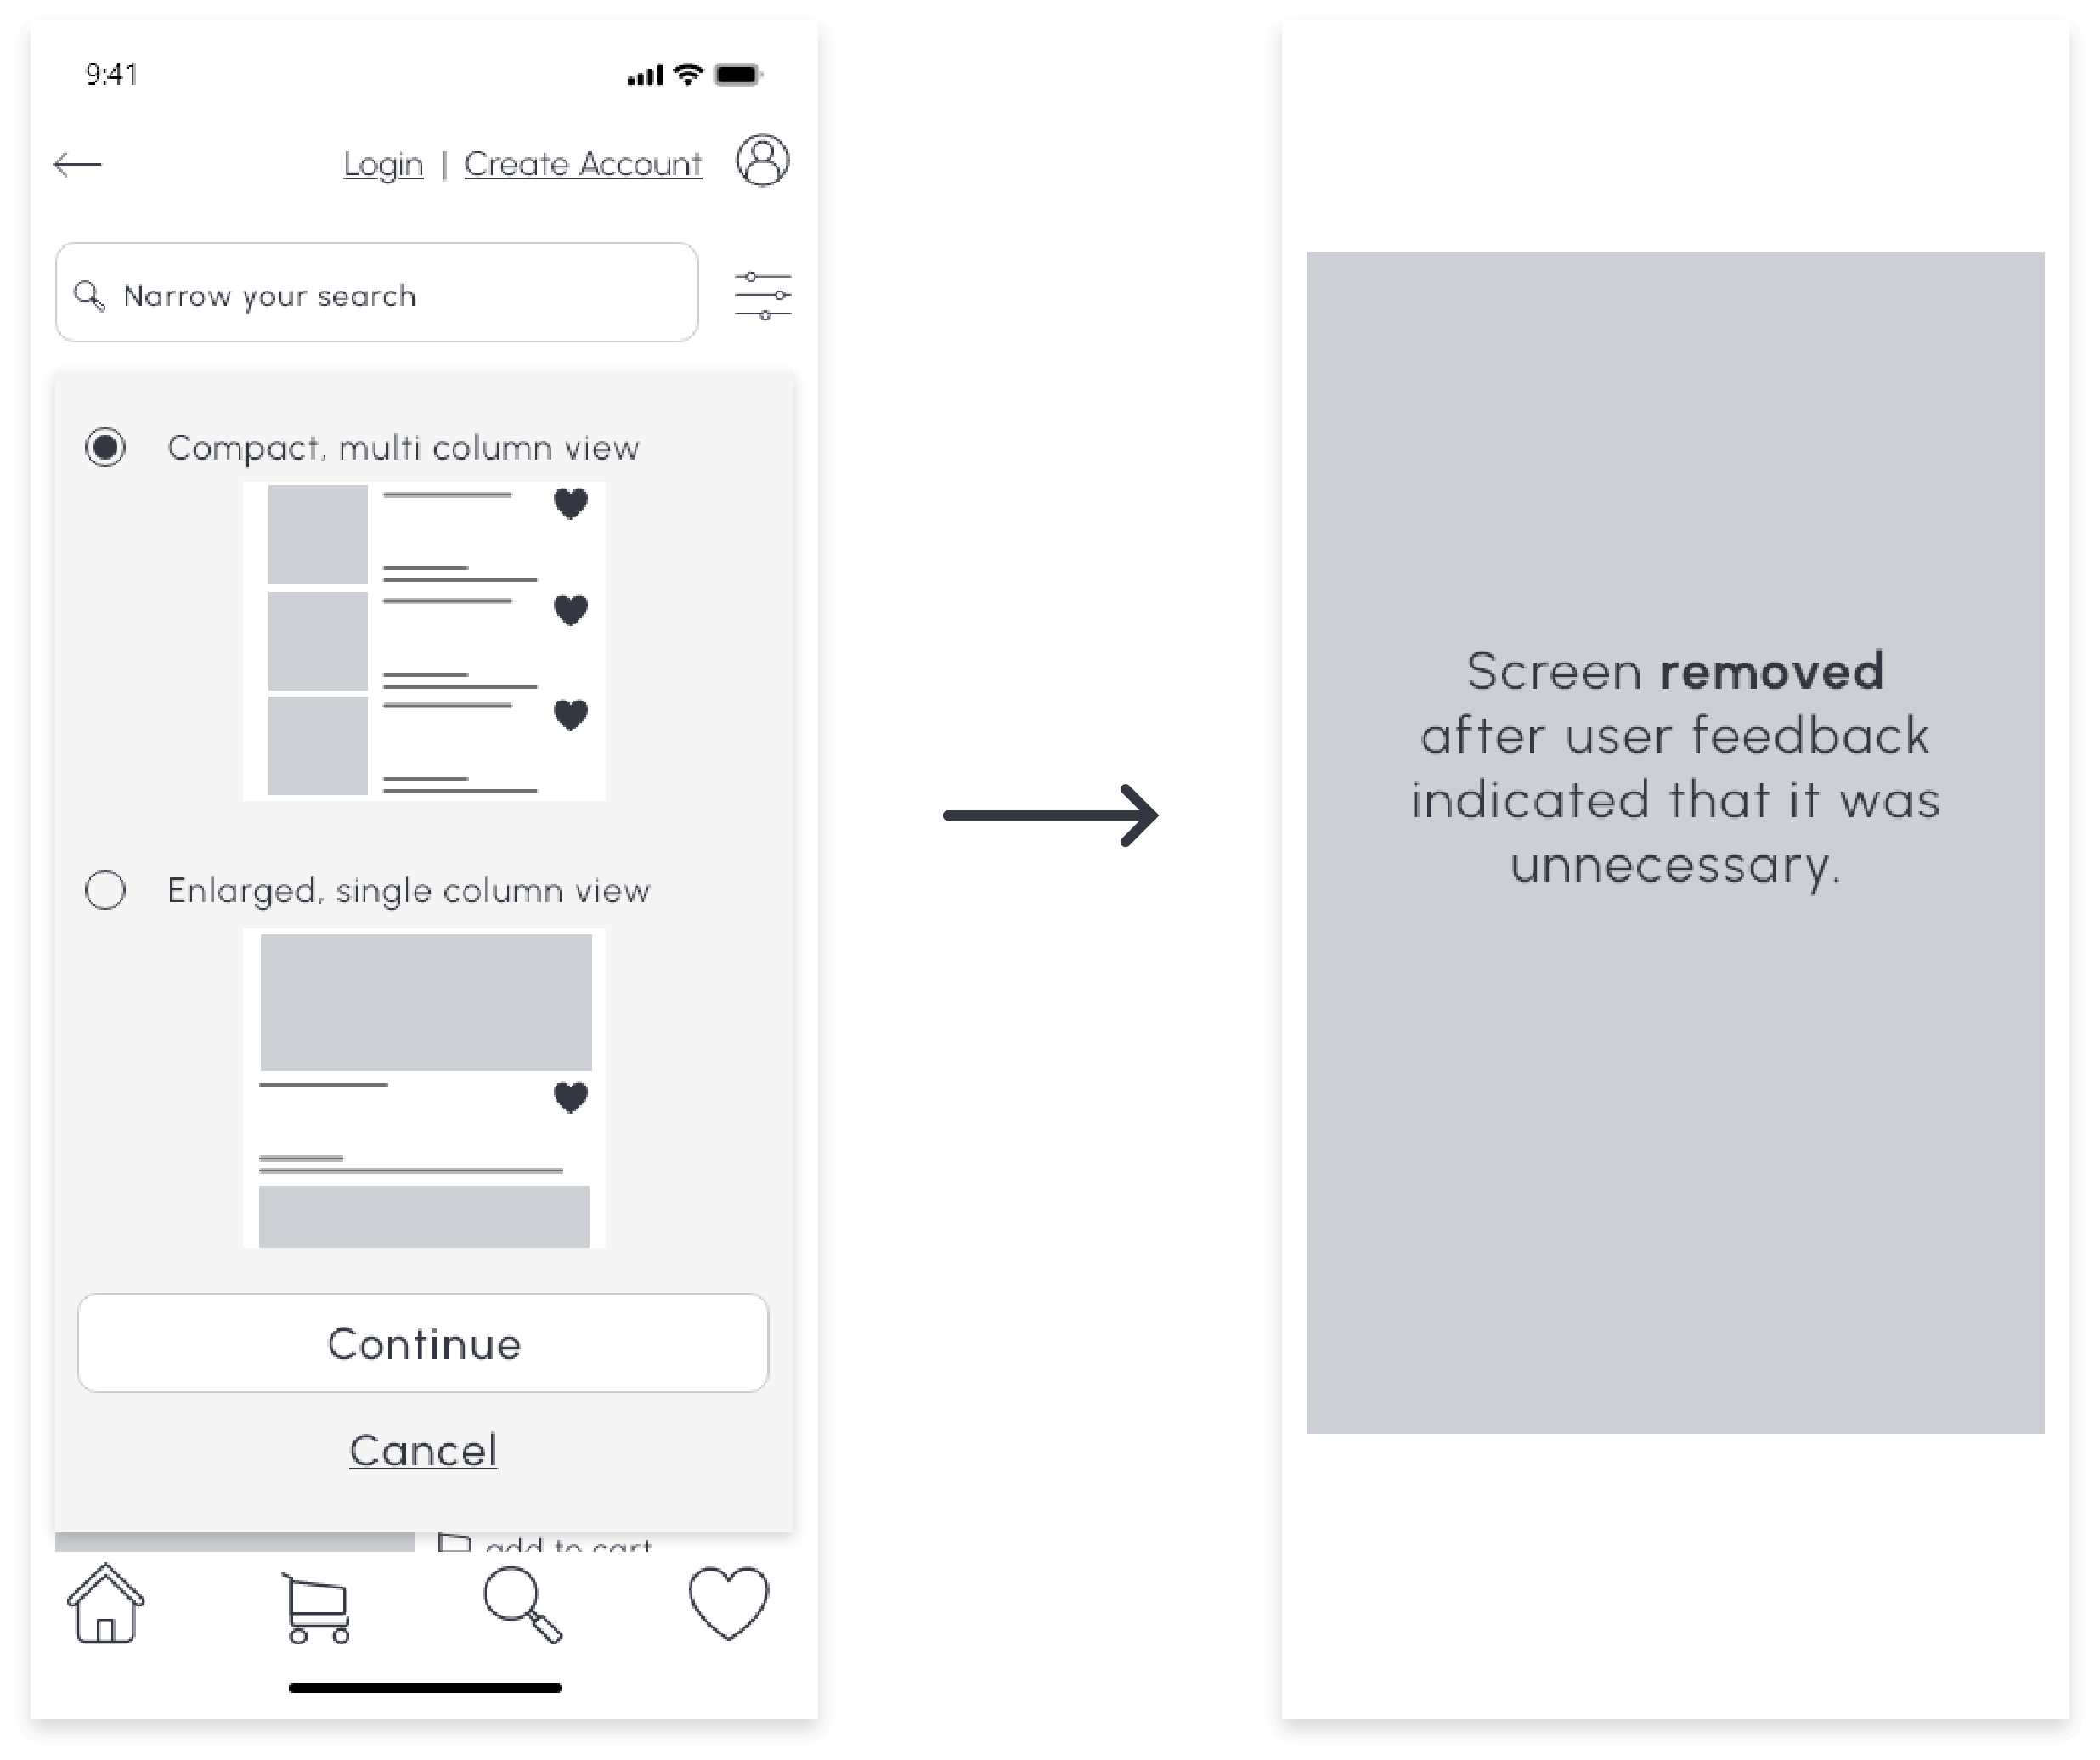 9:41
Login | Create Account
Narrow your search
Compact, multi column view
Enlarged, single column view
Continue
Cancel
add to cart
Screen removed
after user feedback
indicated that it was
unnecessary.